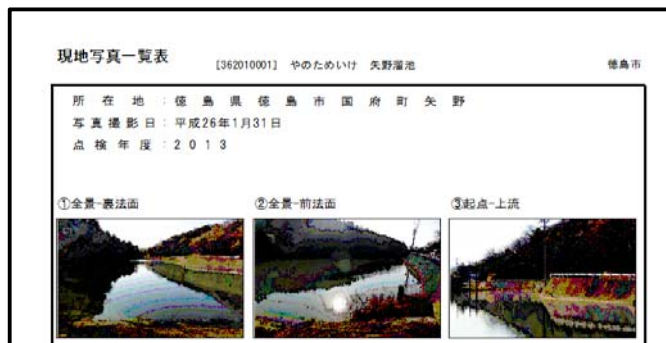 現地写真一覧表 [362010001] やのためいけ 矢野溜池 徳島市
所在地：徳島県徳島市国府町矢野
写真撮影日：平成26年1月31日
点検年度：2013
①全景-裏法面 ②全景-前法面 ③起点-上流